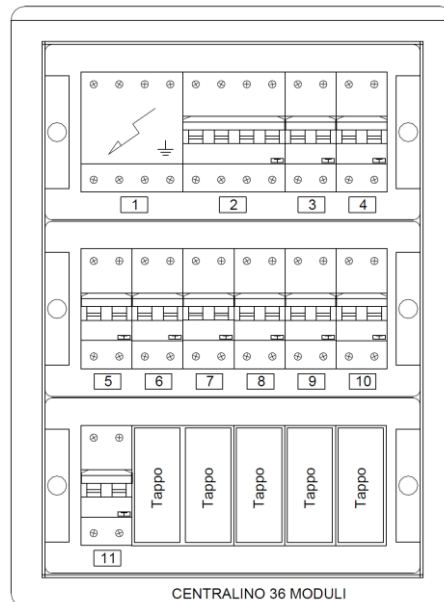 1 2 3 4
5 6 7 8 9 10
Tappo Tappo Tappo Tappo Tappo
11
CENTRALINO 36 MODULI